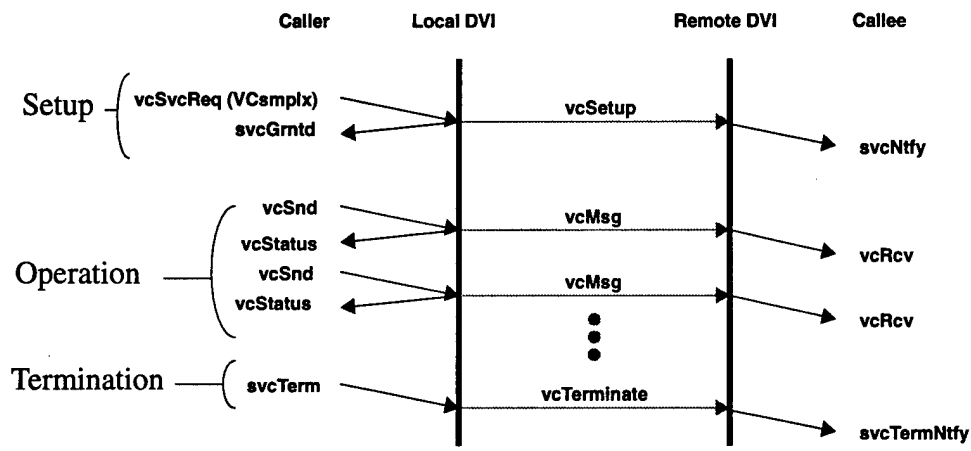 Caller Local DVI Remote DVI Callee
Setup
vcSvcReq (VCsmplx)
svcGrntd
vcSetup
svcNtfy
Operation
vcSnd
vcStatus
vcMsg
vcRcv
vcSnd
vcStatus
vcMsg
vcRcv
Termination
svcTerm
vcTerminate
svcTermNtfy